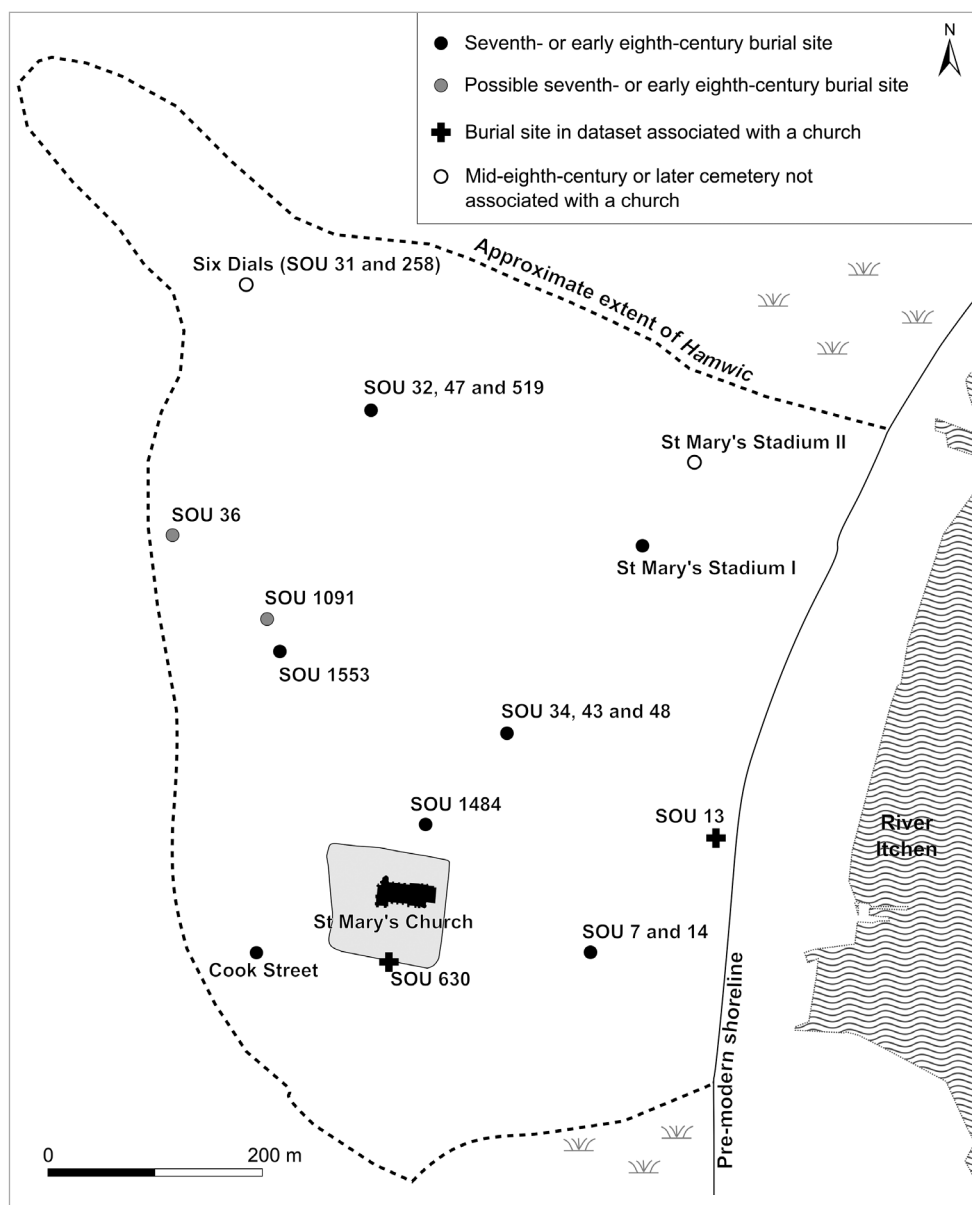 N
Seventh- or early eighth-century burial site
Possible seventh- or early eighth-century burial site
Burial site in dataset associated with a church
Mid-eighth-century or later cemetery not
associated with a church
Approximate extent of Hamwic
Six Dials (SOU 31 and 258)
SOU 32, 47 and 519
St Mary's Stadium II
SOU 36
St Mary's Stadium I
SOU 1091
SOU 1553
SOU 34, 43 and 48
SOU 1484
SOU 13
River
Itchen
St Mary's Church
SOU 7 and 14
Cook Street
SOU 630
Pre-modern shoreline
0
200 m